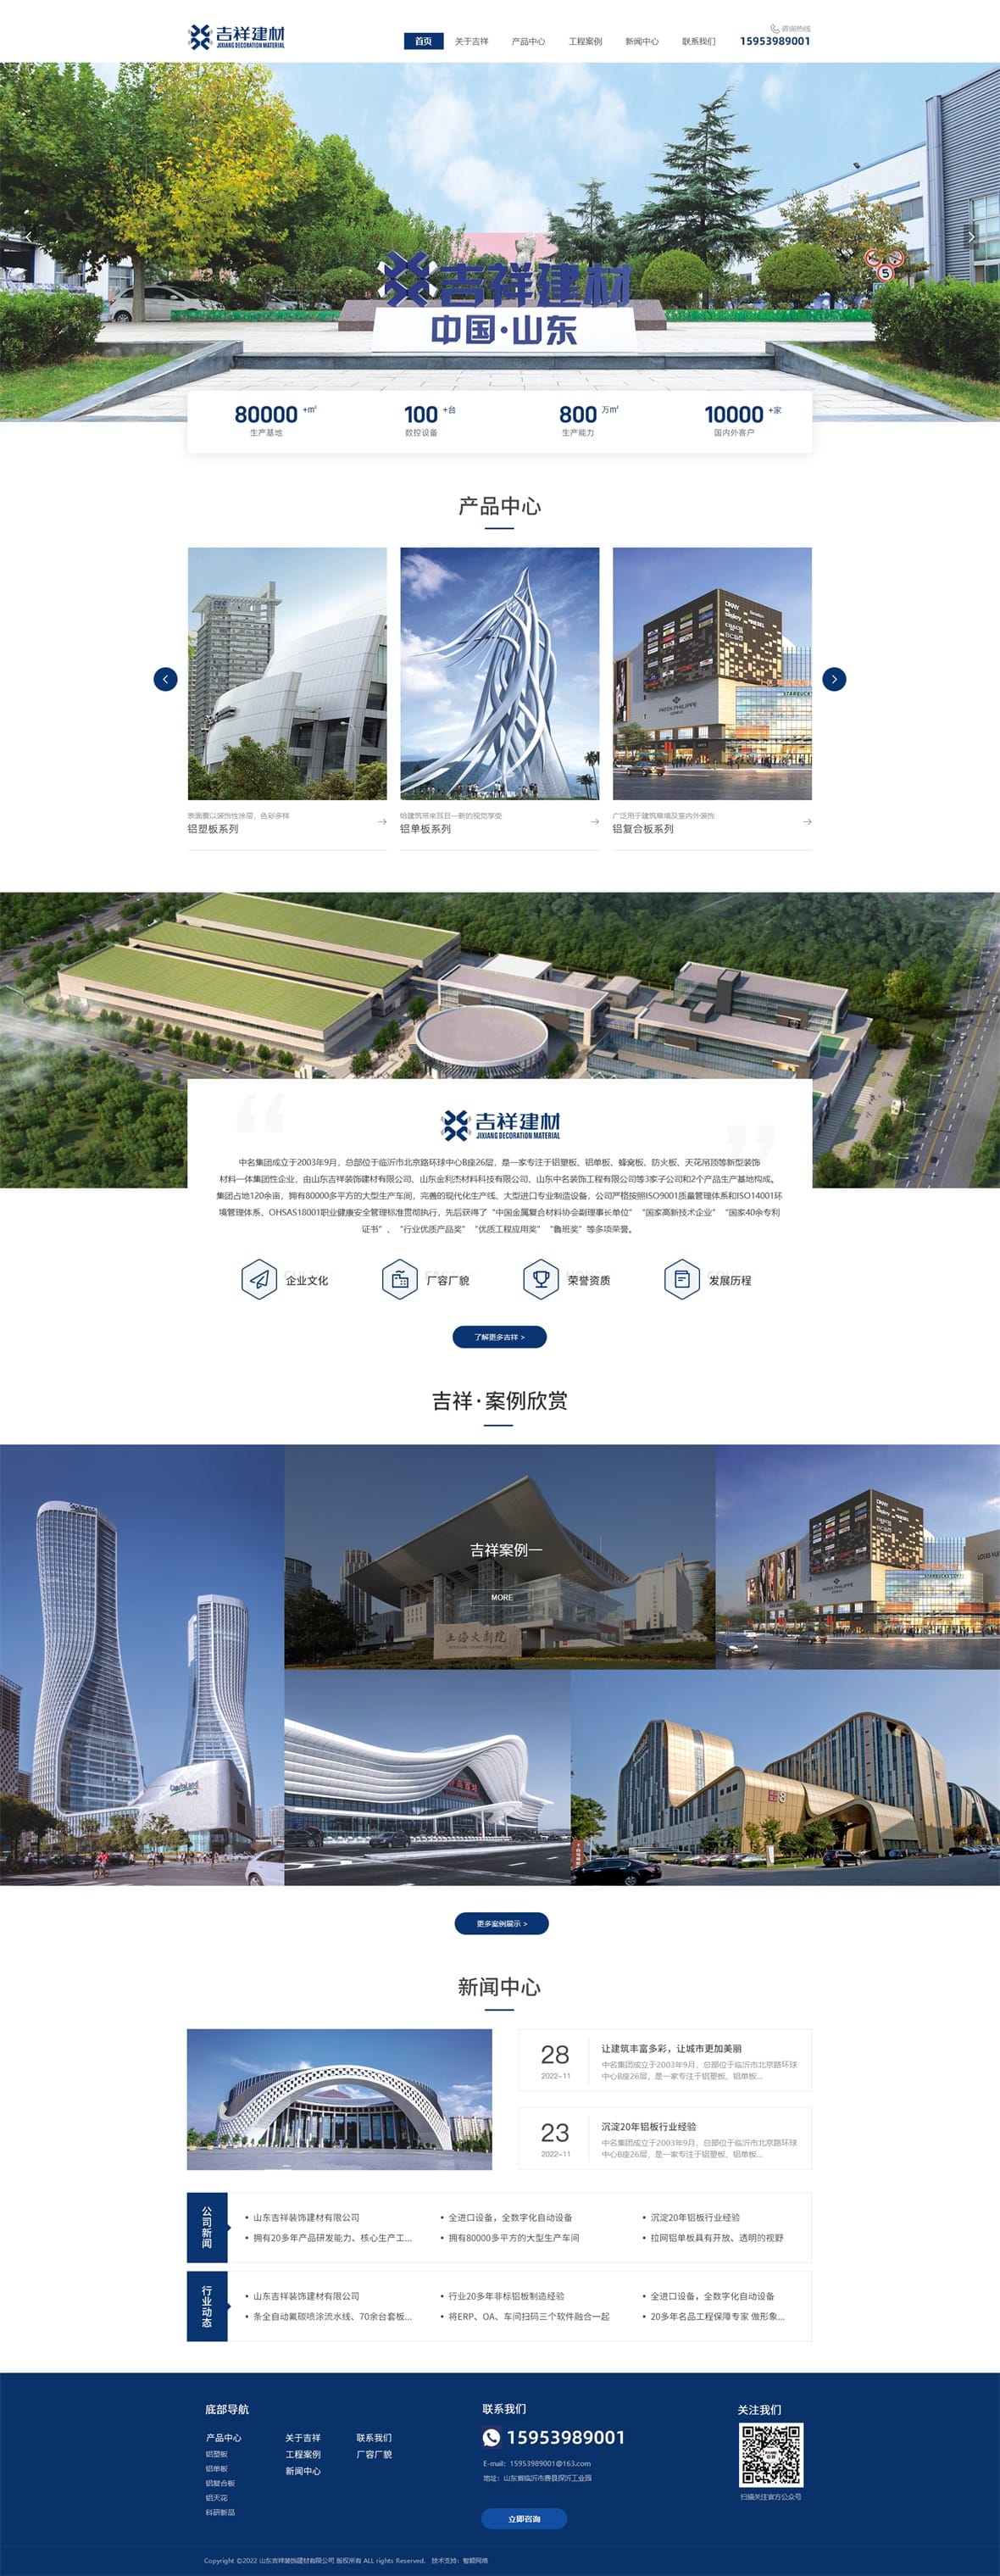 吉祥建材
JIXIANG DECORATION MATERIAL
首页 关于吉祥 产品中心 工程案例 新闻中心 联系我们
咨询热线
15953989001
吉祥建材
中国·山东
80000 +㎡
生产基地
100 +台
数控设备
800 万㎡
生产能力
10000 +家
国内外客户
产品中心
表面覆以装饰性涂层，色彩多样
铝塑板系列
给建筑带来耳目一新的视觉享受
铝单板系列
广泛用于建筑幕墙及室内外装饰
铝复合板系列
吉祥建材
JIXIANG DECORATION MATERIAL
中名集团成立于2003年9月，总部位于临沂市北京路环球中心B座26层，是一家专注于铝塑板、铝单板、蜂窝板、防火板、天花吊顶等新型装饰
材料一体集团性企业，由山东吉祥装饰建材有限公司、山东金利杰材料科技有限公司、山东中名装饰工程有限公司等3家子公司和2个产品生产基地构成。
集团占地120余亩，拥有80000多平方的大型生产车间，完善的现代化生产线、大型进口专业制造设备，公司严格按照ISO9001质量管理体系和ISO14001环
境管理体系、OHSAS18001职业健康安全管理标准贯彻执行，先后获得了“中国金属复合材料协会副理事长单位” “国家高新技术企业” “国家40余专利
证书”、“行业优质产品奖” “优质工程应用奖” “鲁班奖”等多项荣誉。
企业文化
厂容厂貌
荣誉资质
发展历程
了解更多吉祥 >
吉祥·案例欣赏
吉祥案例一
MORE
上海大剧院
DKNY
PATEK PHILIPPE
CapitaLand
更多案例展示 >
新闻中心
28
2022-11
让建筑丰富多彩，让城市更加美丽
中名集团成立于2003年9月，总部位于临沂市北京路环球
中心B座26层，是一家专注于铝塑板、铝单板...
23
2022-11
沉淀20年铝板行业经验
中名集团成立于2003年9月，总部位于临沂市北京路环球
中心B座26层，是一家专注于铝塑板、铝单板...
公司新闻
• 山东吉祥装饰建材有限公司
• 全进口设备，全数字化自动设备
• 沉淀20年铝板行业经验
• 拥有20多年产品研发能力、核心生产工...
• 拥有80000多平方的大型生产车间
• 拉网铝单板具有开放、透明的视野
行业动态
• 山东吉祥装饰建材有限公司
• 行业20多年非标铝板制造经验
• 全进口设备，全数字化自动设备
• 条全自动氟碳喷涂流水线、70余台套板...
• 将ERP、OA、车间扫码三个软件融合一起
• 20多年名品工程保障专家 做形象...
底部导航
产品中心
铝塑板
铝单板
铝复合板
铝天花
科研新品
关于吉祥
工程案例
新闻中心
联系我们
厂容厂貌
联系我们
15953989001
E-mail：15953989001@163.com
地址：山东省临沂市费县探沂工业园
立即咨询
关注我们
扫描关注官方公众号
Copyright ©2022 山东吉祥装饰建材有限公司 版权所有 ALL rights Reserved. 技术支持：智颖网络